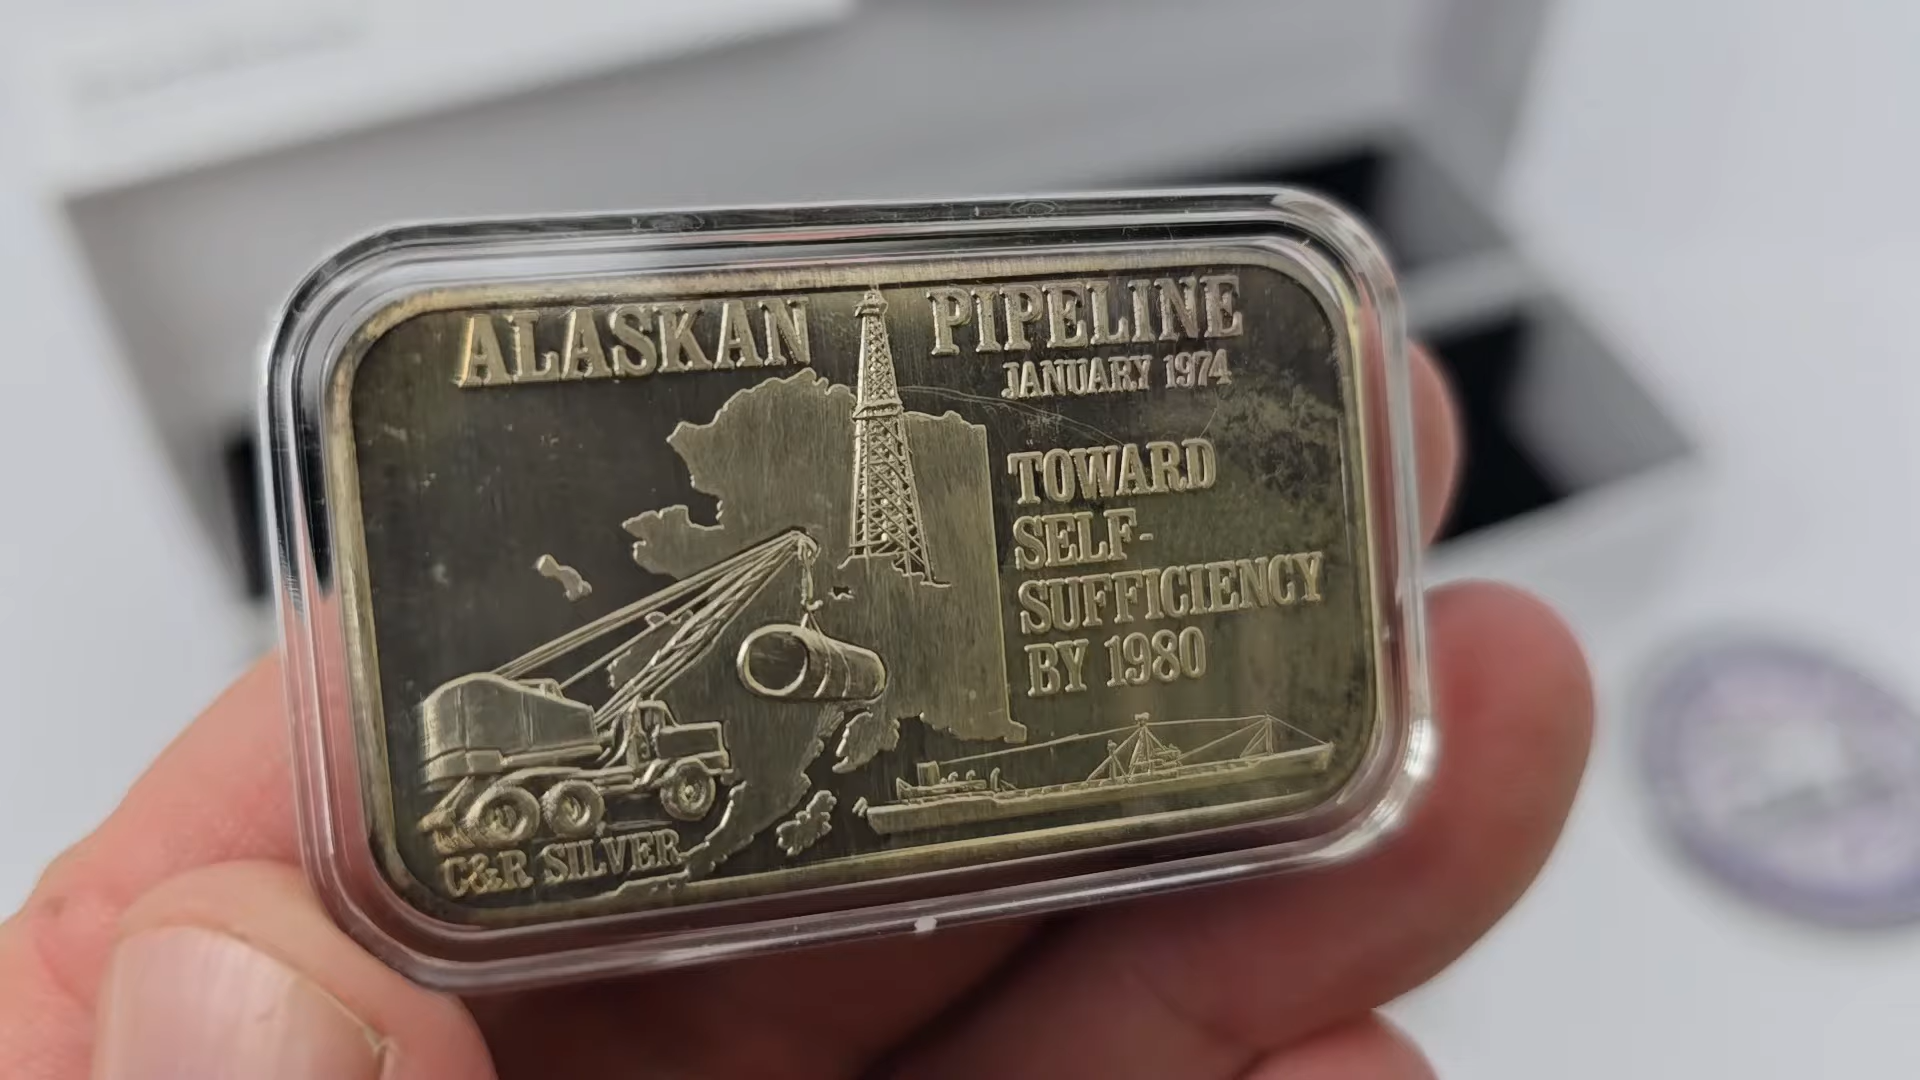 ALASKAN PIPELINE
JANUARY 1974
TOWARD
SELF-
SUFFICIENCY
BY 1980
C&R SILVER